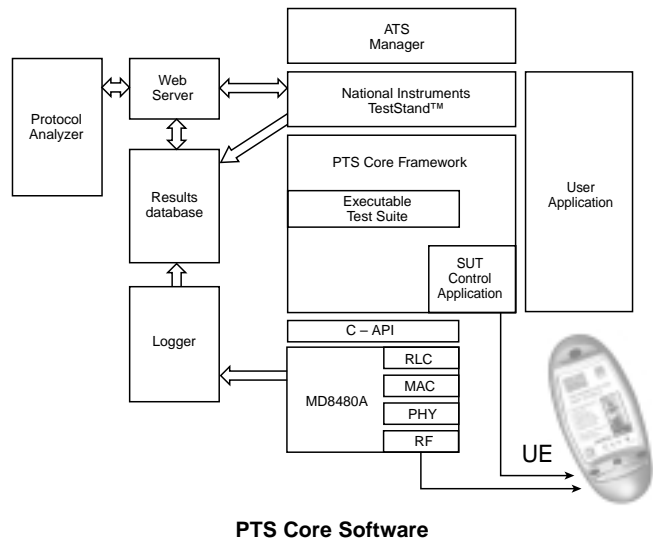 ATS
Manager
Protocol
Analyzer
Web
Server
National Instruments
TestStand™
User
Application
Results
database
PTS Core Framework
Executable
Test Suite
SUT
Control
Application
Logger
C – API
MD8480A
RLC
MAC
PHY
RF
UE
PTS Core Software